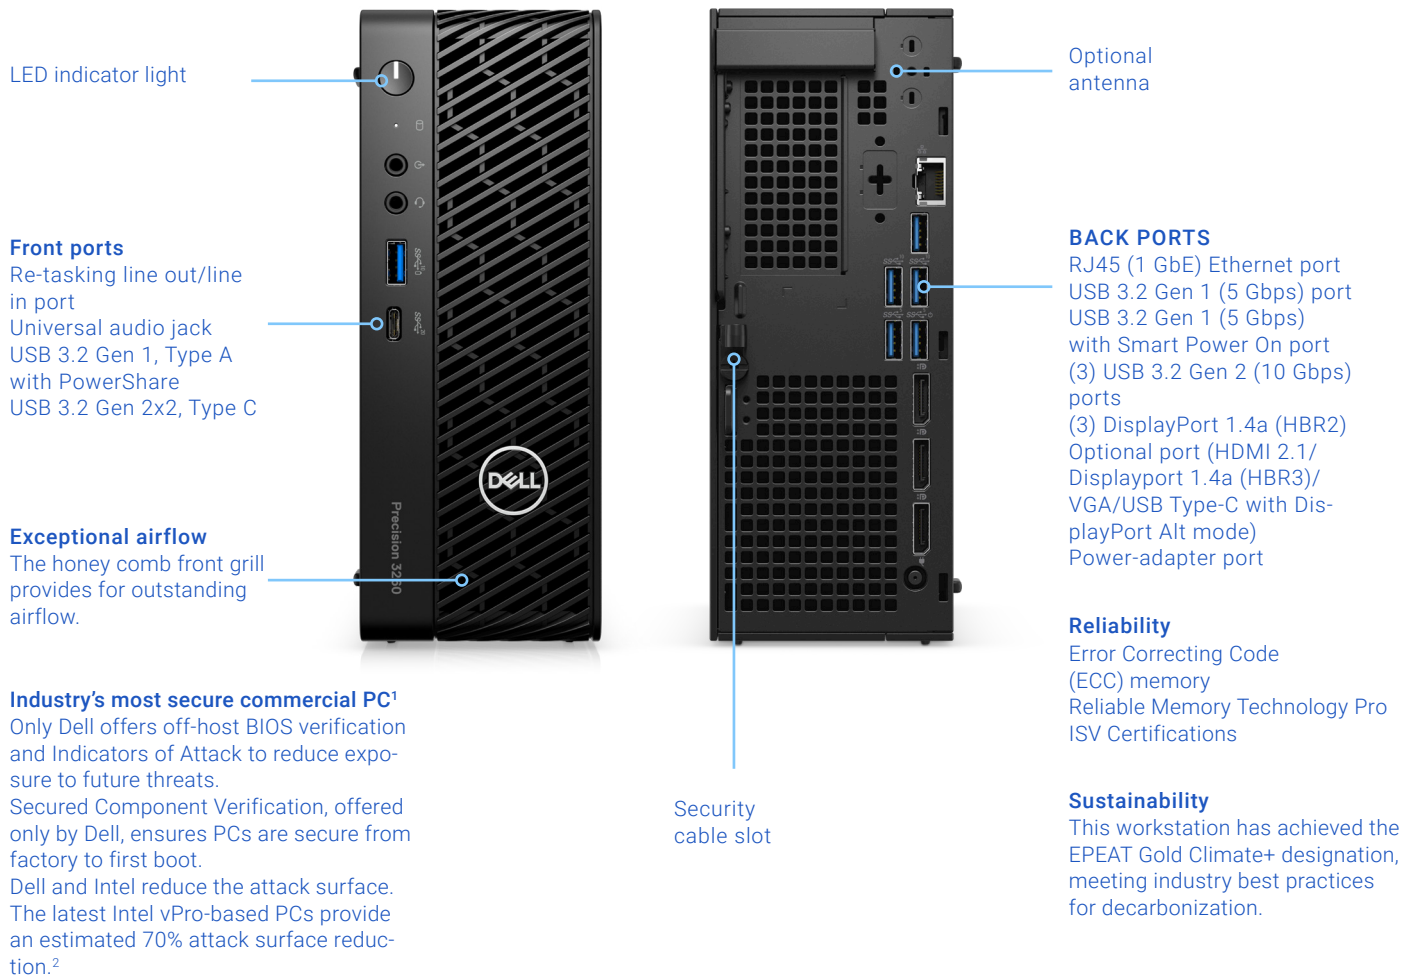 LED indicator light
Front ports
Re-tasking line out/line
in port
Universal audio jack
USB 3.2 Gen 1, Type A
with PowerShare
USB 3.2 Gen 2x2, Type C
Exceptional airflow
The honey comb front grill
provides for outstanding
airflow.
Industry's most secure commercial PC¹
Only Dell offers off-host BIOS verification
and Indicators of Attack to reduce expo-
sure to future threats.
Secured Component Verification, offered
only by Dell, ensures PCs are secure from
factory to first boot.
Dell and Intel reduce the attack surface.
The latest Intel vPro-based PCs provide
an estimated 70% attack surface reduc-
tion.²
DELL
Precision 3260
Security
cable slot
Optional
antenna
BACK PORTS
RJ45 (1 GbE) Ethernet port
USB 3.2 Gen 1 (5 Gbps) port
USB 3.2 Gen 1 (5 Gbps)
with Smart Power On port
(3) USB 3.2 Gen 2 (10 Gbps)
ports
(3) DisplayPort 1.4a (HBR2)
Optional port (HDMI 2.1/
Displayport 1.4a (HBR3)/
VGA/USB Type-C with Dis-
playPort Alt mode)
Power-adapter port
Reliability
Error Correcting Code
(ECC) memory
Reliable Memory Technology Pro
ISV Certifications
Sustainability
This workstation has achieved the
EPEAT Gold Climate+ designation,
meeting industry best practices
for decarbonization.